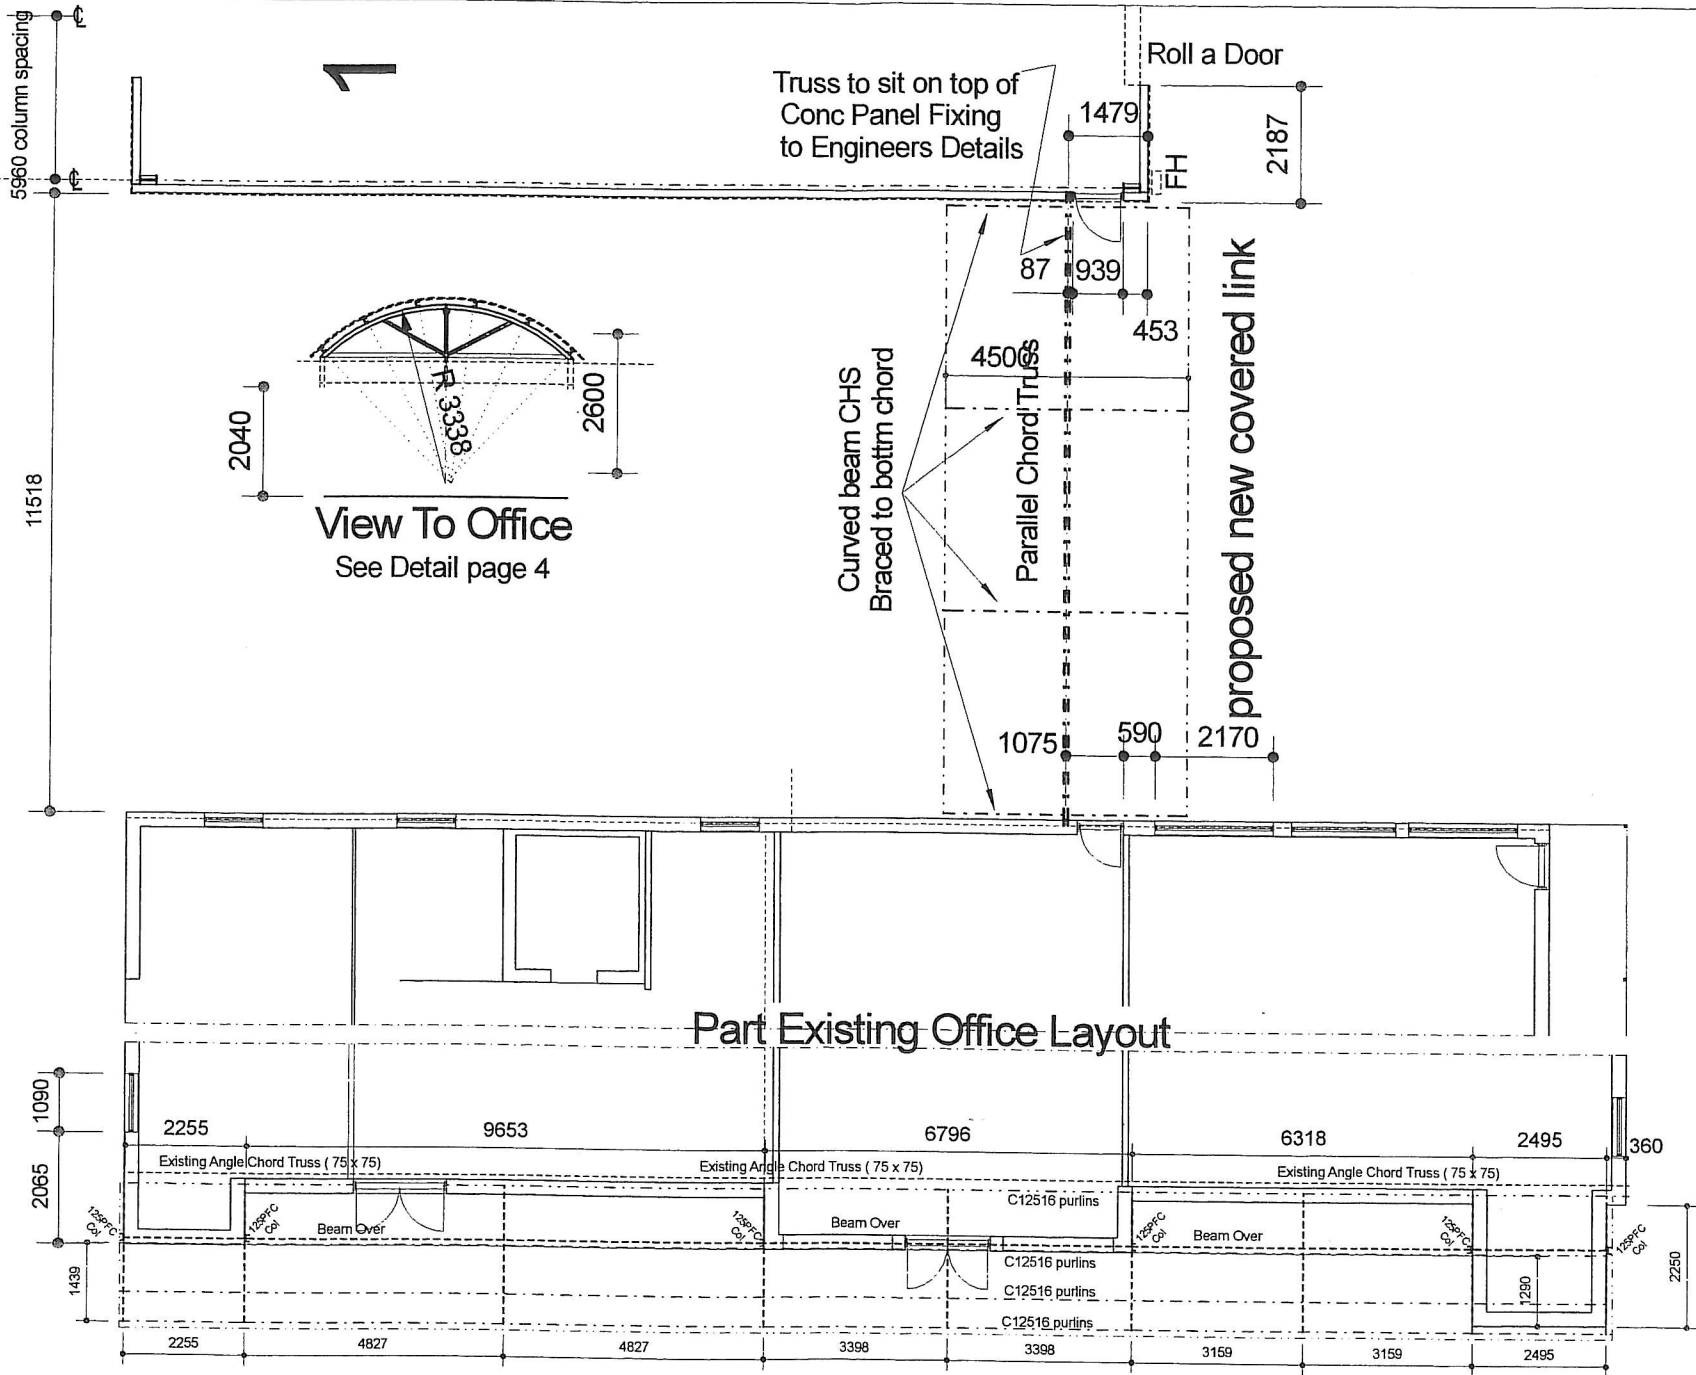 5960 column spacing
℄
℄
1
Truss to sit on top of
Conc Panel Fixing
to Engineers Details
Roll a Door
1479
2187
FH
87
939
453
4500
11518
2040
R 3338
2600
View To Office
See Detail page 4
Curved beam CHS
Braced to bottm chord
Parallel Chord Truss
proposed new covered link
1075
590
2170
Part Existing Office Layout
1090
2065
2255
9653
6796
6318
2495
360
Existing Angle Chord Truss ( 75 x 75)
Existing Angle Chord Truss ( 75 x 75)
Existing Angle Chord Truss ( 75 x 75)
C12516 purlins
125PFC
Col
125PFC
Col
Beam Over
125PFC
Col
Beam Over
125PFC
Col
Beam Over
125PFC
Col
125PFC
Col
C12516 purlins
C12516 purlins
C12516 purlins
1439
1290
2250
2255
4827
4827
3398
3398
3159
3159
2495